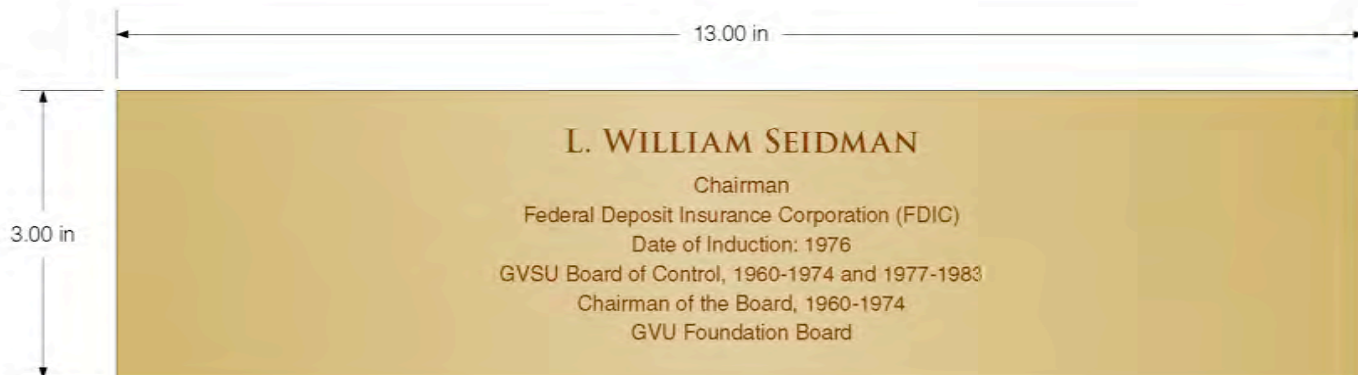 13.00 in
L. WILLIAM SEIDMAN
Chairman
Federal Deposit Insurance Corporation (FDIC)
3.00 in
Date of Induction: 1976
GVSU Board of Control, 1960-1974 and 1977-1983
Chairman of the Board, 1960-1974
GVU Foundation Board